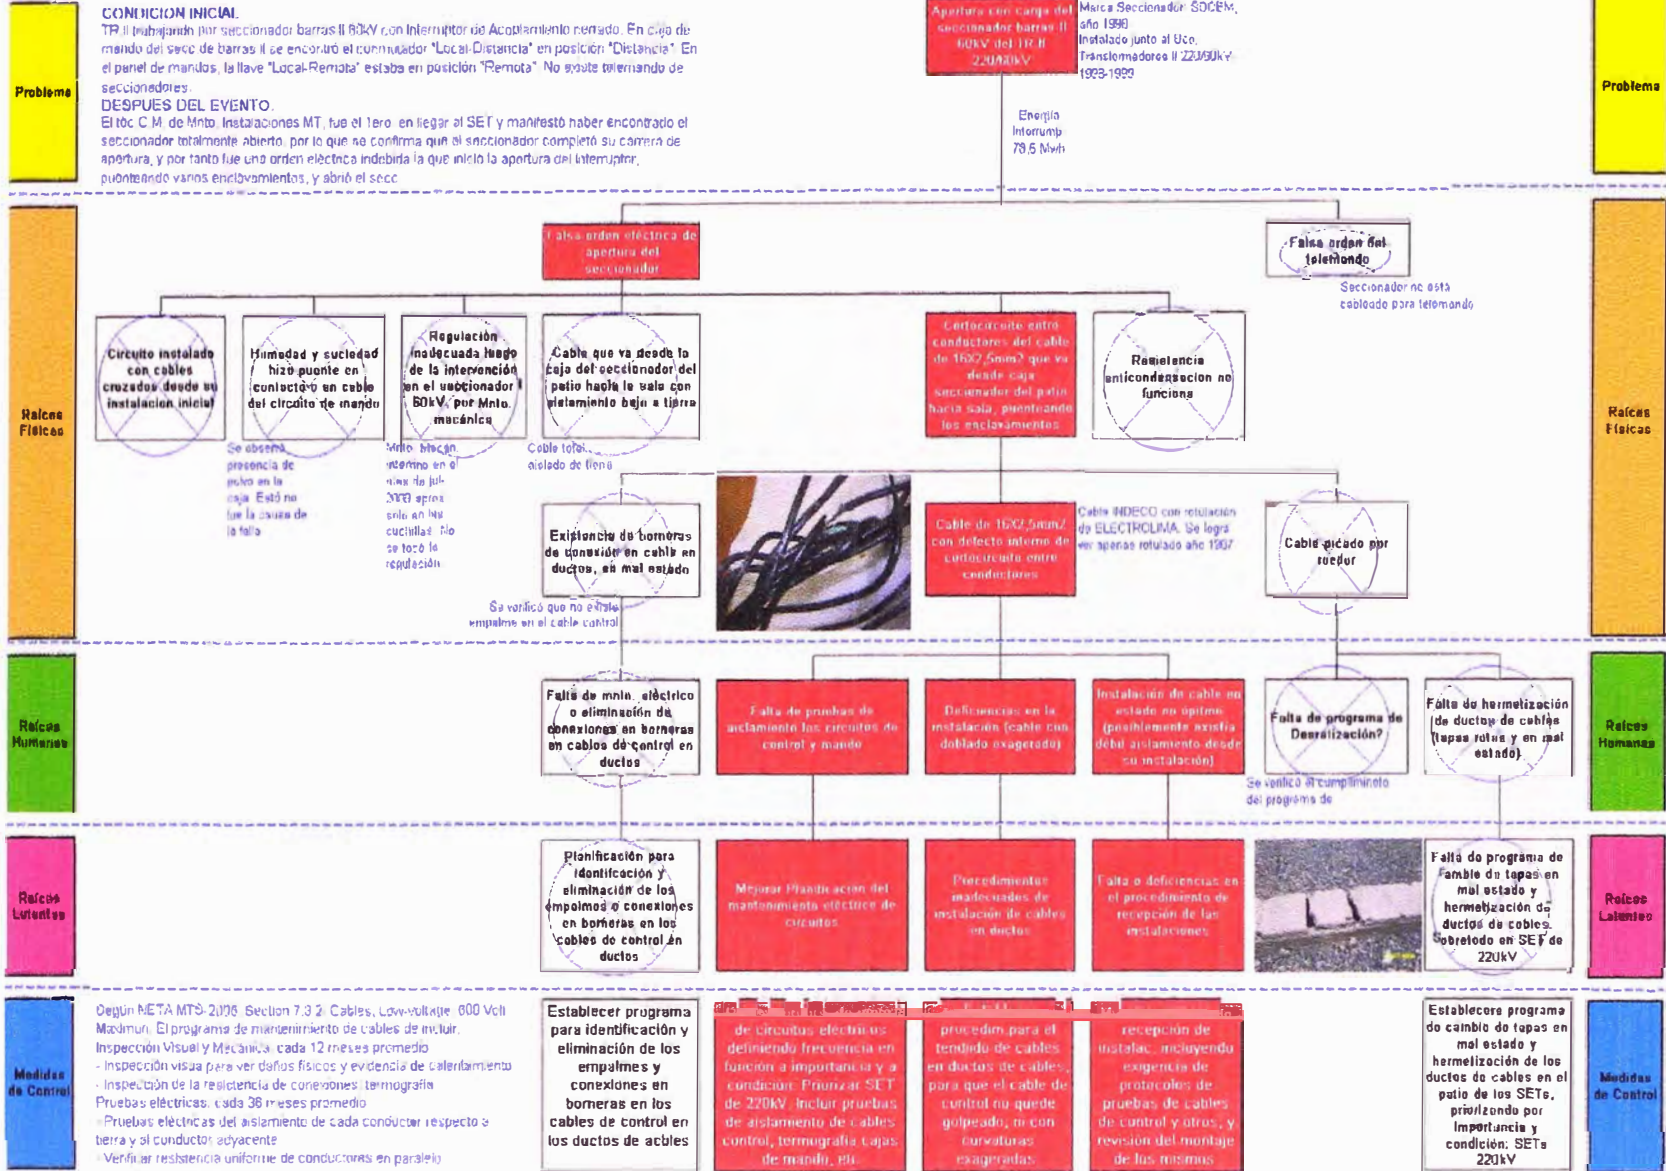 CONDICION INICIAL.
TR II trabajando por seccionador barras II 60kV con Interruptor de Acoplamiento cerrado. En caja de
mando del secc de barras II se encontró el conmutador "Local-Distancia" en posición "Distancia". En
el panel de mandos, la llave "Local-Remota" estaba en posición "Remota". No existe telemando de
seccionadores.
DESPUES DEL EVENTO.
El téc C.M. de Mnto. Instalaciones MT, fue el 1ero. en llegar al SET y manifestó haber encontrado el
seccionador totalmente abierto, por lo que se confirma que el seccionador completó su carrera de
apertura, y por tanto fue una orden eléctrica indebida la que inició la apertura del Interruptor,
puenteando varios enclavamientos, y abrió el secc
Problema
Apertura con carga del
seccionador barras II
60kV del TR II
220/60kV
Marca Seccionador: SOCEM,
año 1998
Instalado junto al
Transformadores II 220/60kV
1998-1999
Problema
Energía
Interrump
79,5 Mwh
Raíces
Físicas
Falsa orden eléctrica de
apertura del
seccionador
Falsa orden del
telemando
Seccionador no está
cableado para telemando
Raíces
Físicas
Circuito instalado
con cables
cruzados desde su
instalacion inicial
Humedad y suciedad
hizo puente en
contacto o en cable
del circuito de mando
Se observa
presencia de
polvo en la
caja. Está no
fue la causa de
la falla
Regulación
inadecuada luego
de la intervención
en el seccionador
60kV, por Mnto.
mecánico
Mnto. Mecán.
intervino en el
mes de jul-
solo en las
cuchillas. No
se tocó la
regulación
Cable que va desde la
caja del seccionador del
patio hacia la sala con
aislamiento bajo a tierra
Cable total.
aislado de tierra
Cortocircuito entre
conductores del cable
de 16X2,5mm2 que va
desde caja
seccionador del patio
hacia sala, puenteando
los enclavamientos
Resistencia
anticondensacion no
funciona
Existencia de borneras
de conexión en cable en
ductos, en mal estado
Se verificó que no existe
empalme en el cable control
Cable de 16X2,5mm2
con defecto interno de
cortocircuito entre
conductores
Cable INDECO con rotulación
de ELECTROLIMA. Se logra
ver apenas rotulado año
Cable picado por
roedor
Raíces
Humanas
Falta de mnto. eléctrico
o eliminación de
conexiones en borneras
en cables de control en
ductos
Falta de pruebas de
aislamiento los circuitos de
control y mando
Deficiencias en la
instalación (cable con
doblado exagerado)
Instalación de cable en
estado no óptimo
(posiblemente existía
débil aislamiento desde
su instalación)
Falta de programa de
Desratización?
Se verificó el cumplimineto
del programa de
Falta de hermetización
(de ductos de cables
(tapas rotas y en mal
estado)
Raíces
Humanas
Raíces
Latentes
Planificación para
identificación y
eliminación de los
empalmes o conexiones
en borneras en los
cables de control en
ductos
Mejorar Planificación del
mantenimiento eléctrico de
circuitos
Procedimientos
inadecuados de
instalación de cables
en ductos
Falta o deficiencias en
el procedimiento de
recepción de las
instalaciones
Falta de programa de
cambio de tapas en
mal estado y
hermetización de
ductos de cables.
Sobretodo en SET de
220kV
Raíces
Latentes
Medidas
de Control
Según NETA MTS-2005. Section 7.3.2. Cables, Low-voltage. 600 Volt
Maximun. El programa de mantenimiento de cables de incluir.
Inspección Visual y Mecánica. cada 12 meses promedio
- Inspección visua para ver daños físicos y evidencia de calentamiento
- Inspección de la resistencia de conexiones. termografía
Pruebas eléctricas. cada 36 meses promedio
- Pruebas eléctricas del aislamiento de cada conductor respecto a
tierra y al conductor adyacente
- Verificar resistencia uniforme de conductores en paralelo
Establecer programa
para identificación y
eliminación de los
empalmes y
conexiones en
borneras en los
cables de control en
los ductos de acbles
de circuitos eléctricos
definiendo frecuencia en
función a importancia y a
condición. Priorizar SET
de 220kV. Incluir pruebas
de aislamiento de cables
control, termografía cajas
de mando, etc
procedim para el
tendido de cables
en ductos de cables,
para que el cable de
control no quede
golpeado, ni con
curvaturas
exageradas
recepción de
instalac. incluyendo
exigencia de
protocolos de
pruebas de cables
de control y otros, y
revisión del montaje
de los mismos
Establecere programa
do cambio de tapas en
mal estado y
hermetización de los
ductos de cables en el
patio de los SETs,
priorizando por
Importancia y
condición; SETs
220kV
Medidas
de Control